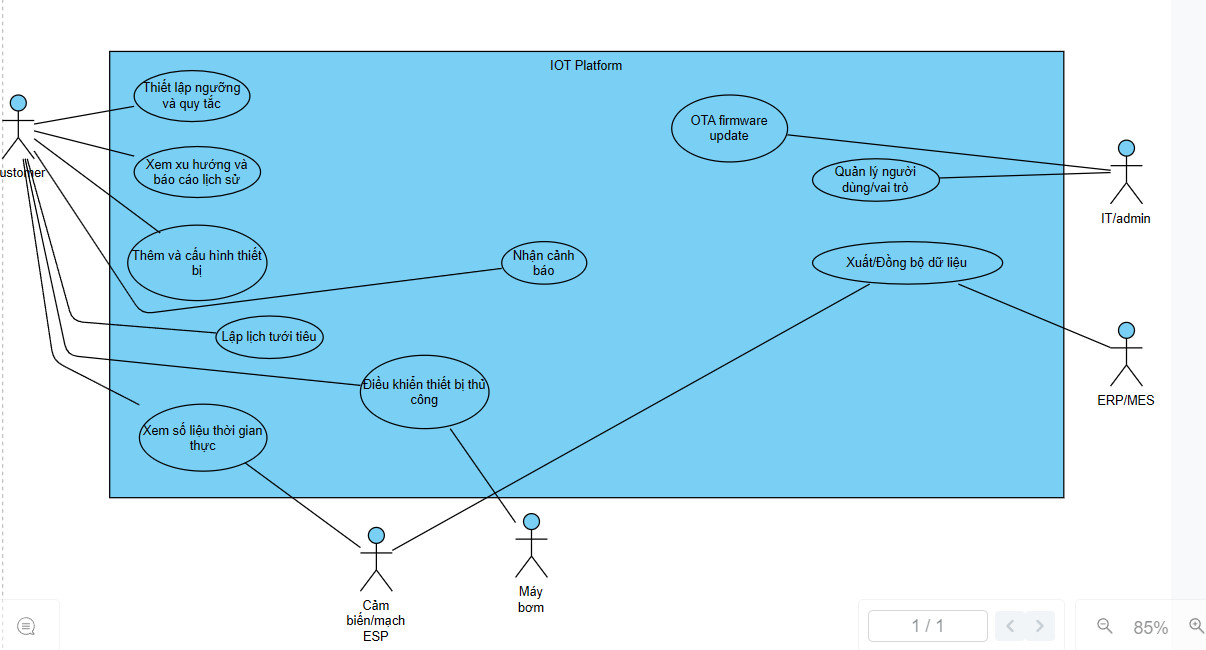 IOT Platform
Thiết lập ngưỡng
và quy tắc
OTA firmware
update
Xem xu hướng và
báo cáo lịch sử
ustomer
Quản lý người
dùng/vai trò
IT/admin
Thêm và cấu hình thiết
bị
Nhận cảnh
báo
Xuất/Đồng bộ dữ liệu
Lập lịch tưới tiêu
Điều khiển thiết bị thủ
công
ERP/MES
Xem số liệu thời gian
thực
Cảm
biến/mạch
ESP
Máy
bơm
1 / 1
85%